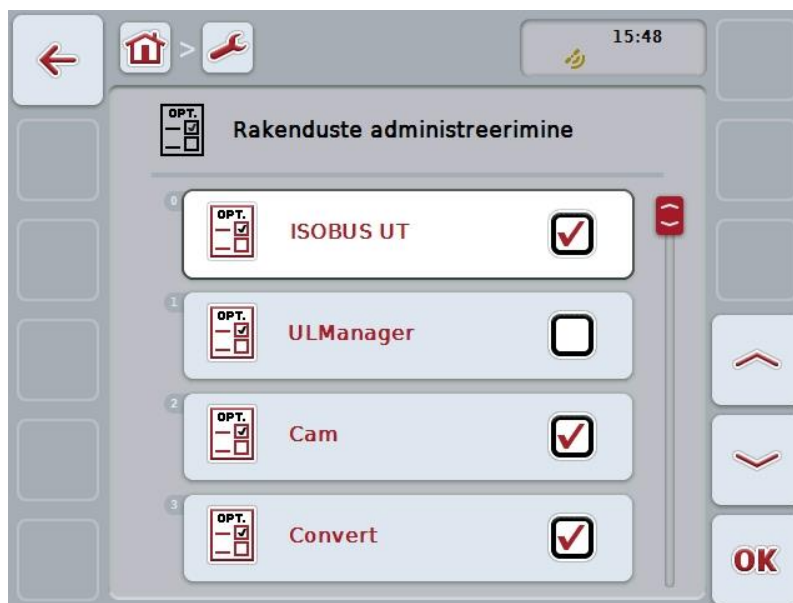 >
15:48
OPT.
Rakenduste administreerimine
0
OPT.
ISOBUS UT
1
OPT.
ULManager
2
OPT.
Cam
3
OPT.
Convert
OK